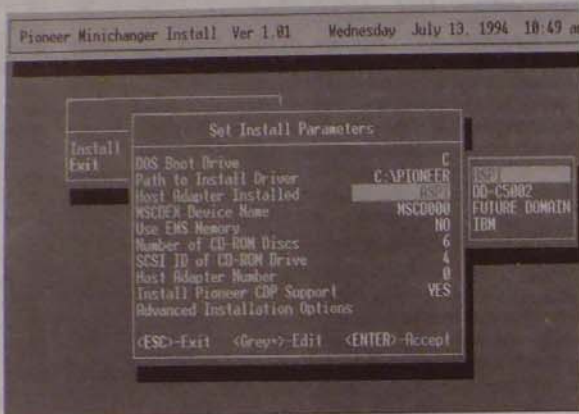 Pioneer Minichanger Install Ver 1.01 Wednesday July 13, 1994 10:49 a
Install
Exit
Set Install Parameters
DOS Boot Drive C
Path to Install Driver C:\PIONEER
Host Adapter Installed ASPI
MSCDEX Device Name MSCD000
Use EMS Memory NO
Number of CD-ROM Discs 6
SCSI ID of CD-ROM Drive 4
Host Adapter Number 0
Install Pioneer CDP Support YES
Advanced Installation Options
<ESC>-Exit <Grey+>-Edit <ENTER>-Accept
ASPI
DD-C5002
FUTURE DOMAIN
IBM